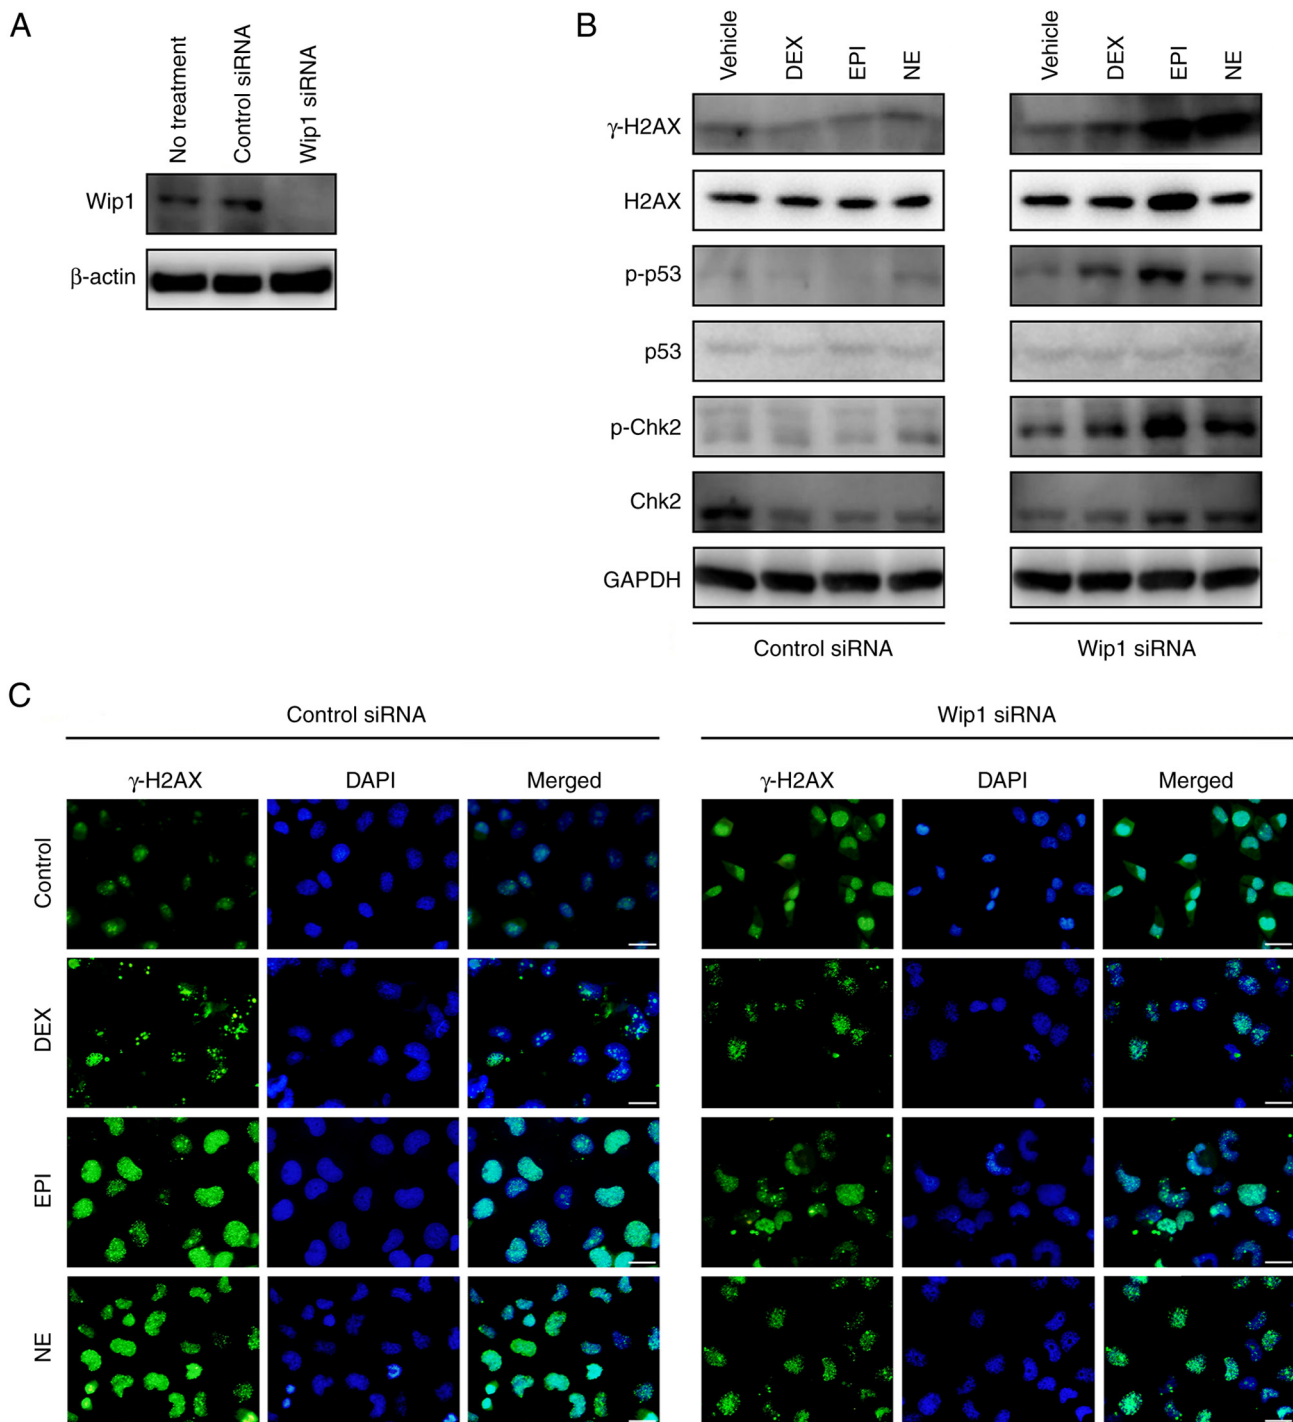 A
No treatment
Control siRNA
Wip1 siRNA
Wip1
β-actin
B
Vehicle
DEX
EPI
NE
Vehicle
DEX
EPI
NE
γ-H2AX
H2AX
p-p53
p53
p-Chk2
Chk2
GAPDH
Control siRNA
Wip1 siRNA
C
Control siRNA
Wip1 siRNA
γ-H2AX
DAPI
Merged
γ-H2AX
DAPI
Merged
Control
DEX
EPI
NE